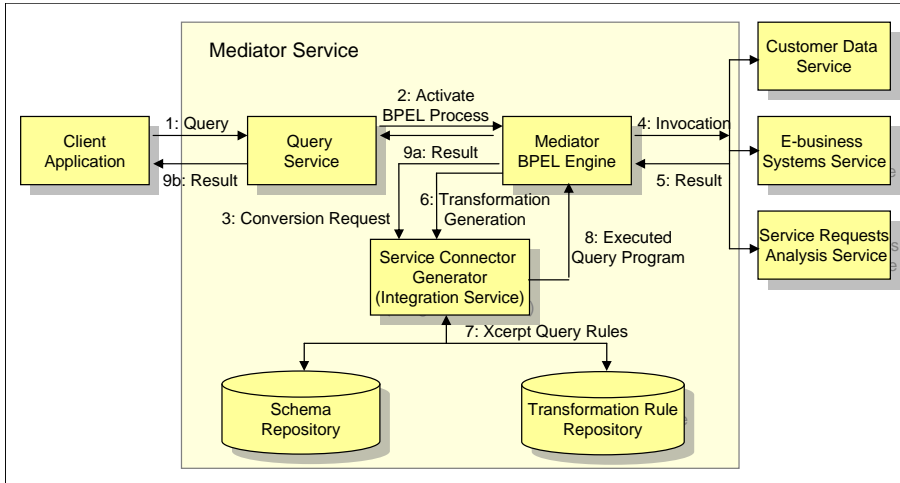 Mediator Service
Customer Data
Service
2: Activate
BPEL Process
1: Query
4: Invocation
Client
Application
Query
Service
Mediator
BPEL Engine
E-business
Systems Service
9a: Result
9b: Result
5: Result
6: Transformation
Generation
3: Conversion Request
8: Executed
Query Program
Service Requests
Analysis Service
Service Connector
Generator
(Integration Service)
7: Xcerpt Query Rules
Schema
Repository
Transformation Rule
Repository